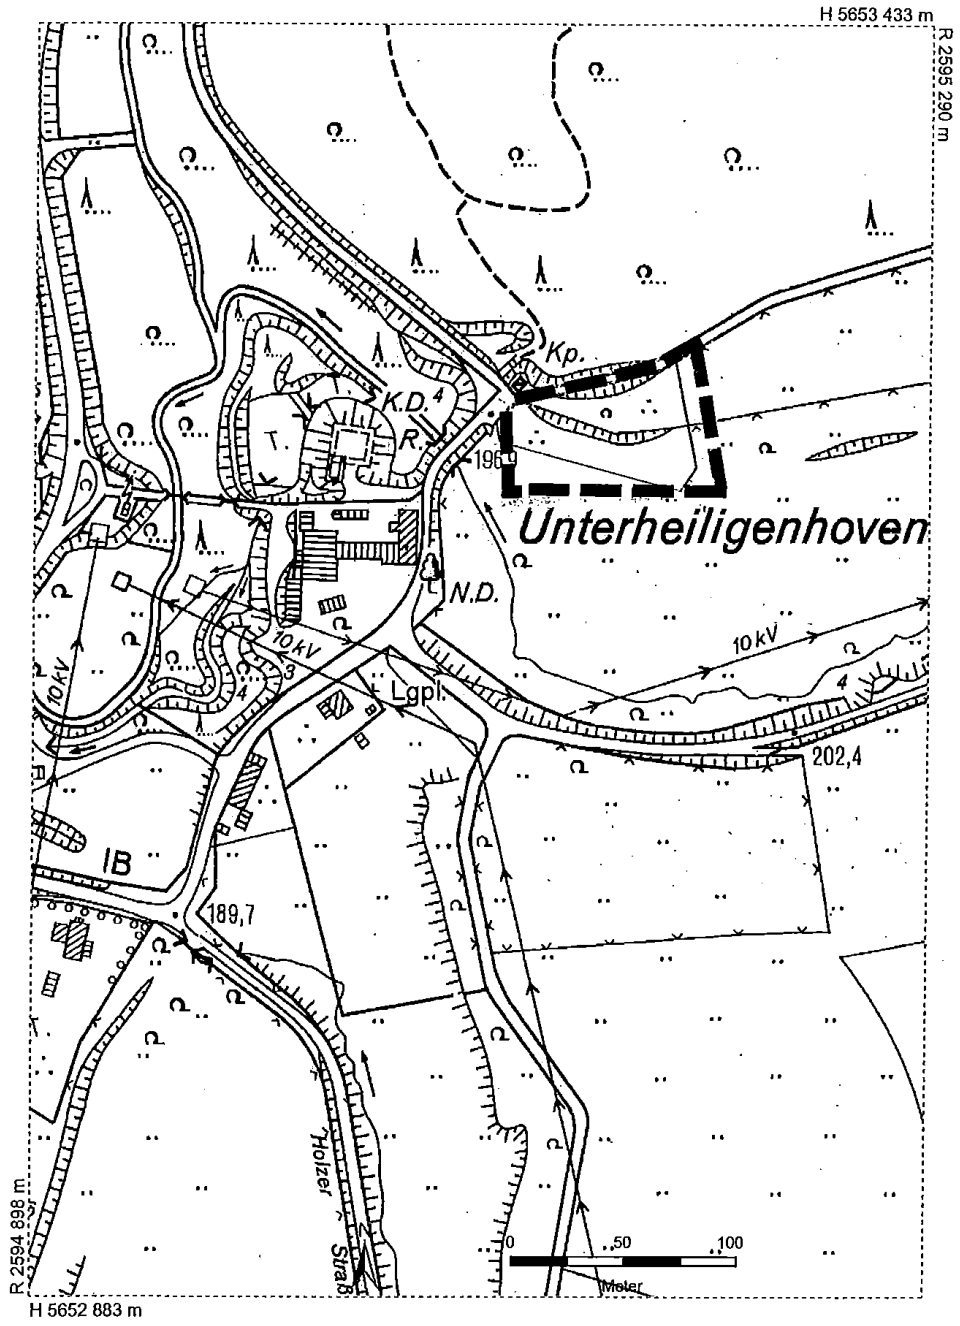 H 5653 433 m
R 2595 290 m
Kp.
K.D. 4
R.
T
196,9
Unterheiligenhoven
N.D.
10 kV
10 kV
10 kV
3
4
4
Lgpl.
202,4
IB
189,7
Holzer
Straß
0 50 100
Meter
R 2594 898 m
H 5652 883 m